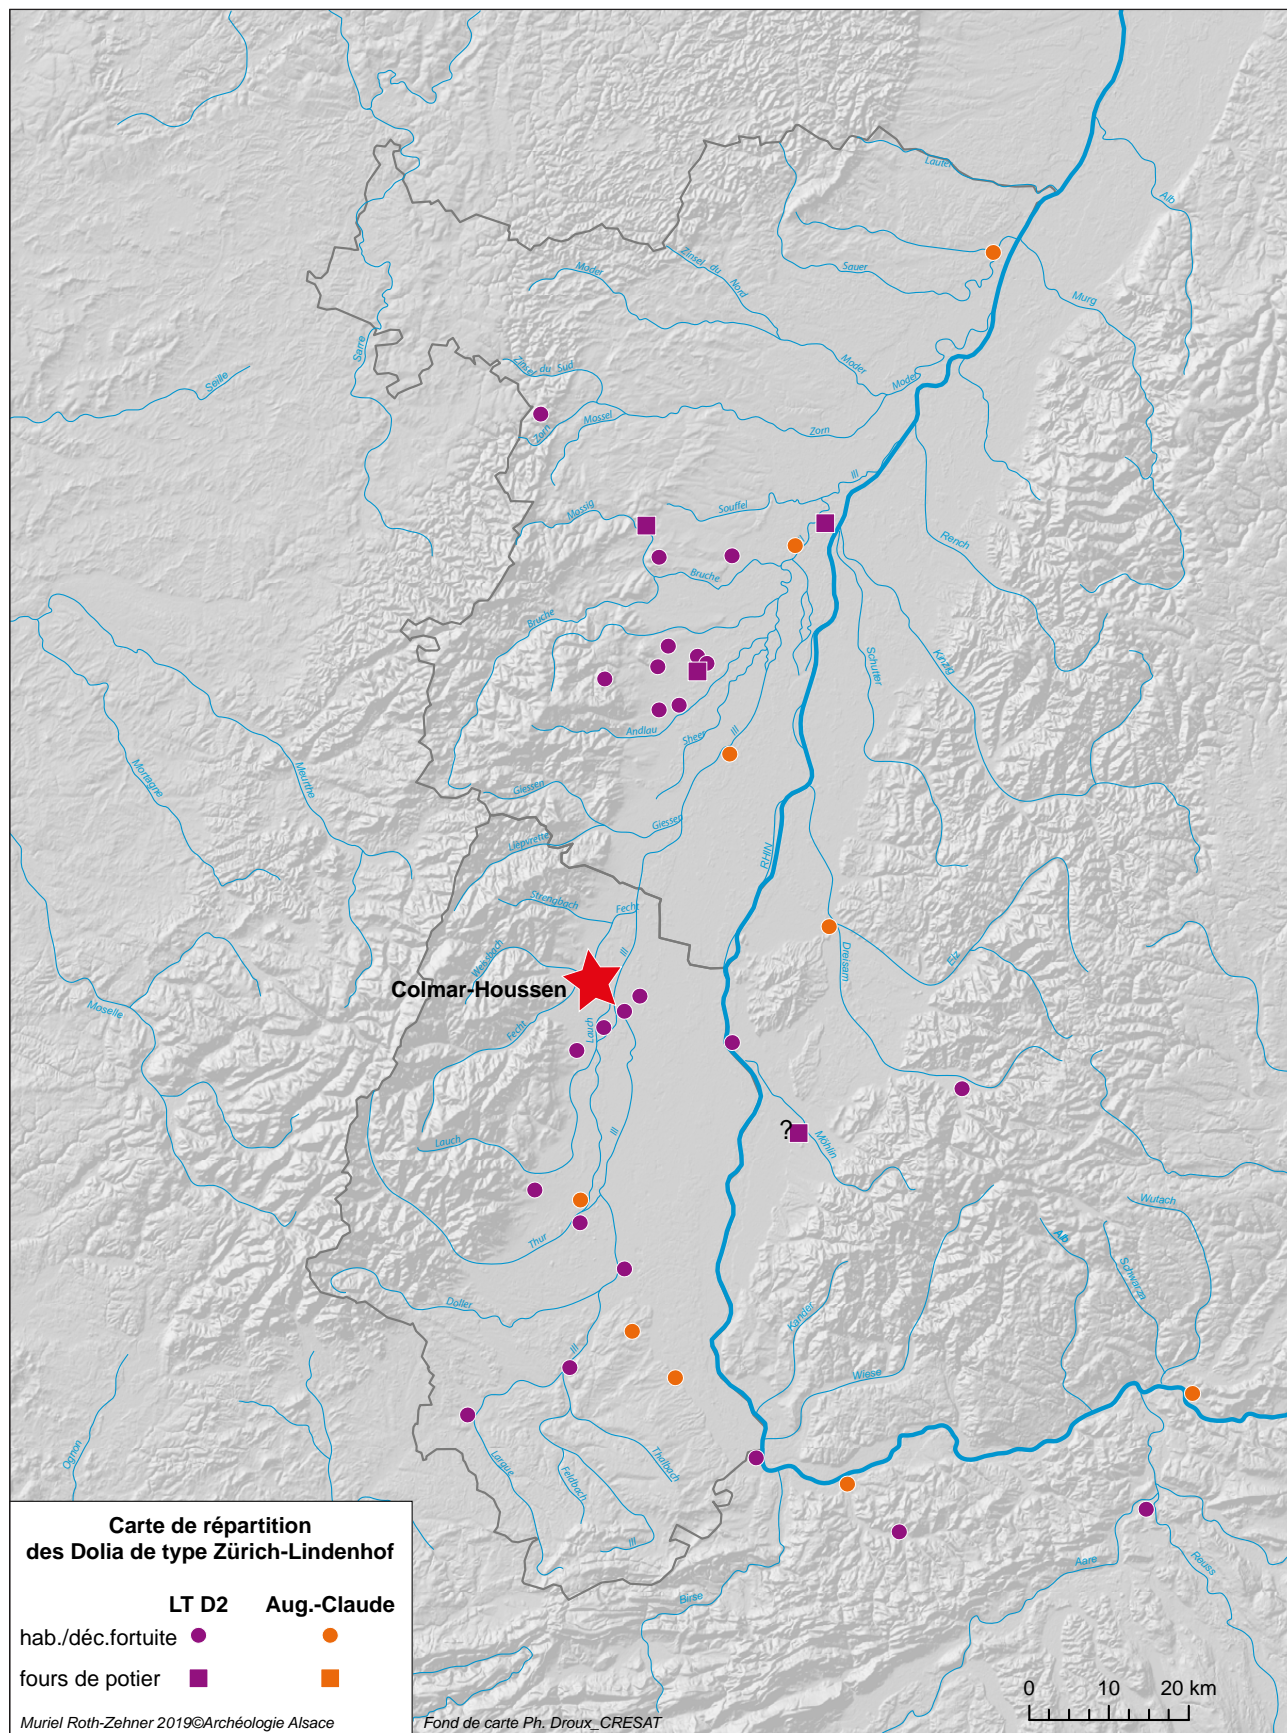 Lauter
Alb
Zinsel du Nord
Sauer
Moder
Murg
Sarre
Moder
Zinsel du Sud
Moder
Seille
Mossel
Zorn
Zorn
Ill
Mossig
Souffel
Rench
Bruche
Bruche
Schutter
Kinzig
Andlau
Sheer
Ill
Mortagne
Meurthe
Giessen
Giessen
Liepvrette
RHIN
Strengbach
Fecht
Weissbach
Ill
Dreisam
Elz
Colmar-Houssen
Moselle
Fecht
Lauch
Ill
?
Möhlin
Lauch
Wutach
Thur
Alb
Schwarza
Doller
Kander
Ill
Wiese
Ognon
Largue
Feldbach
Thalbach
Ill
Birse
Aare
Reuss
Carte de répartition
des Dolia de type Zürich-Lindenhof
LT D2 Aug.-Claude
hab./déc.fortuite
fours de potier
0 10 20 km
Muriel Roth-Zehner 2019©Archéologie Alsace
Fond de carte Ph. Droux_CRESAT